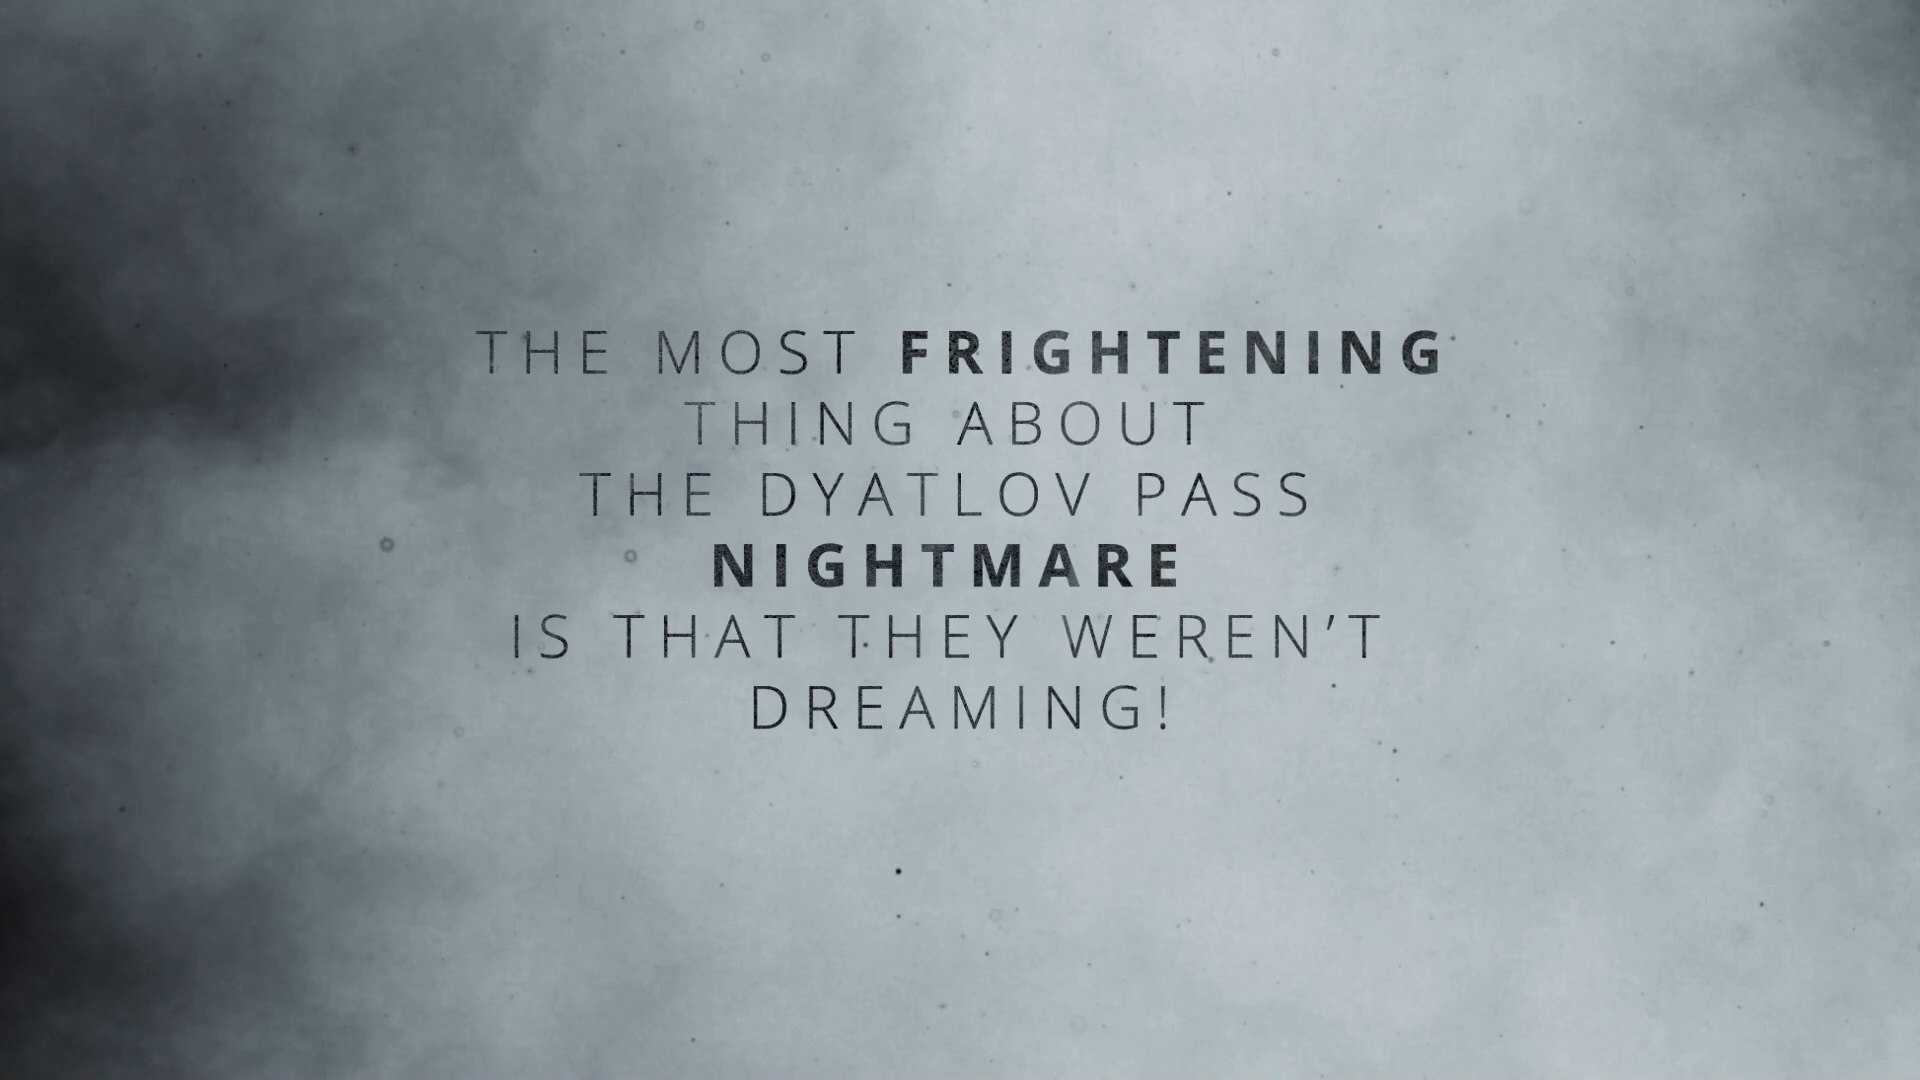 THE MOST FRIGHTENING
THING ABOUT
THE DYATLOV PASS
NIGHTMARE
IS THAT THEY WEREN’T
DREAMING!